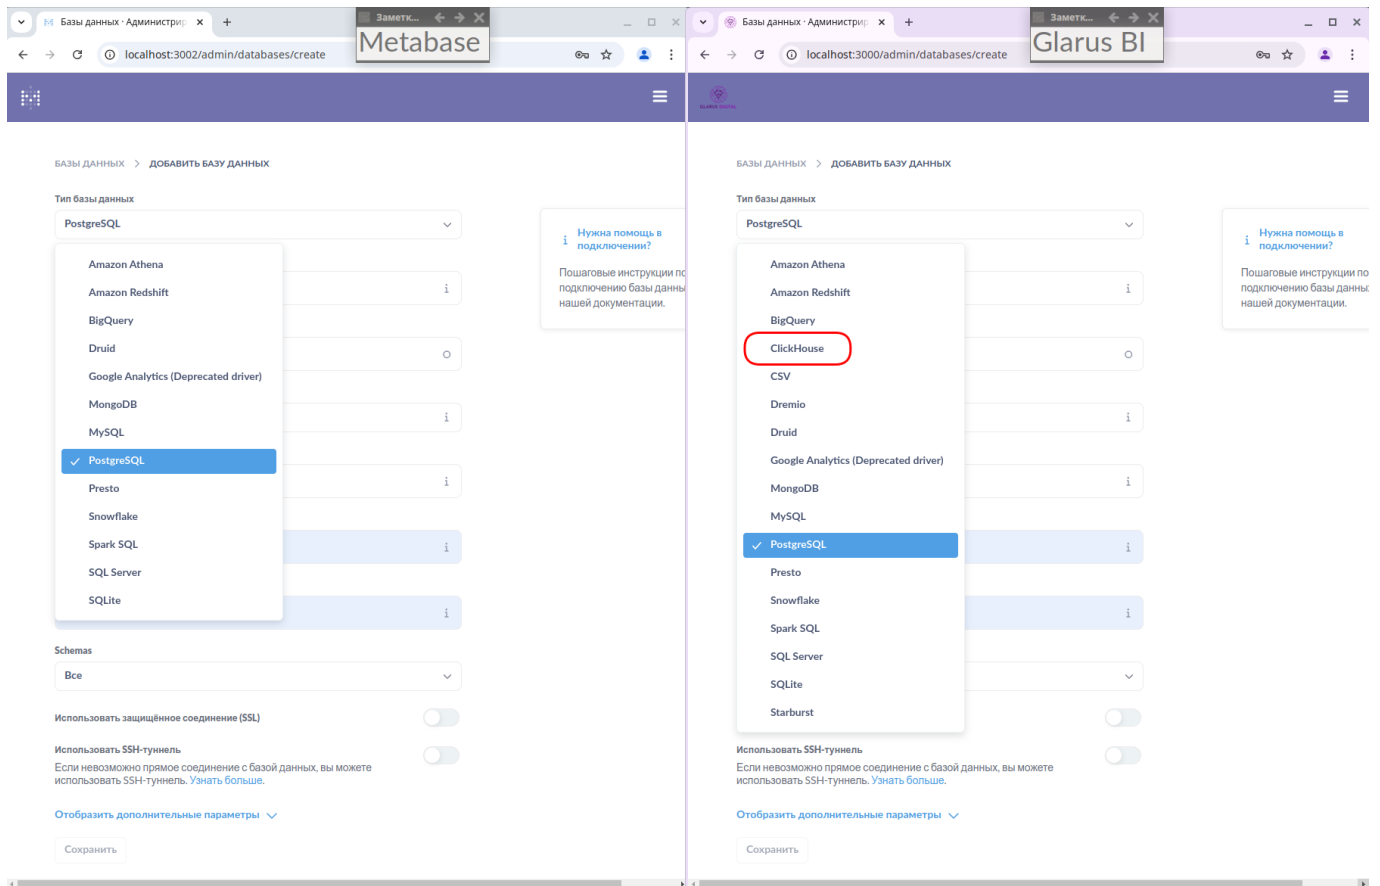 Базы данных · Администрир
Заметк...
Metabase
localhost:3002/admin/databases/create
БАЗЫ ДАННЫХ > ДОБАВИТЬ БАЗУ ДАННЫХ
Тип базы данных
PostgreSQL
Amazon Athena
Amazon Redshift
BigQuery
Druid
Google Analytics (Deprecated driver)
MongoDB
MySQL
PostgreSQL
Presto
Snowflake
Spark SQL
SQL Server
SQLite
Schemas
Все
Использовать защищённое соединение (SSL)
Использовать SSH-туннель
Если невозможно прямое соединение с базой данных, вы можете
использовать SSH-туннель. Узнать больше.
Отобразить дополнительные параметры
Сохранить
Нужна помощь в
подключении?
Пошаговые инструкции по
подключению базы данны
нашей документации.
Базы данных · Администрир
Заметк...
Glarus BI
localhost:3000/admin/databases/create
GLARUS DIGITAL
БАЗЫ ДАННЫХ > ДОБАВИТЬ БАЗУ ДАННЫХ
Тип базы данных
PostgreSQL
Amazon Athena
Amazon Redshift
BigQuery
ClickHouse
CSV
Dremio
Druid
Google Analytics (Deprecated driver)
MongoDB
MySQL
PostgreSQL
Presto
Snowflake
Spark SQL
SQL Server
SQLite
Starburst
Использовать SSH-туннель
Если невозможно прямое соединение с базой данных, вы можете
использовать SSH-туннель. Узнать больше.
Отобразить дополнительные параметры
Сохранить
Нужна помощь в
подключении?
Пошаговые инструкции по
подключению базы данны
нашей документации.